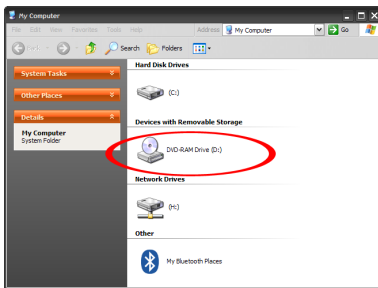 My Computer
File Edit View Favorites Tools Help Address My Computer Go
Back Search Folders
System Tasks
Other Places
Details
My Computer
System Folder
Hard Disk Drives
(C:)
Devices with Removable Storage
DVD-RAM Drive (D:)
Network Drives
(H:)
Other
My Bluetooth Places